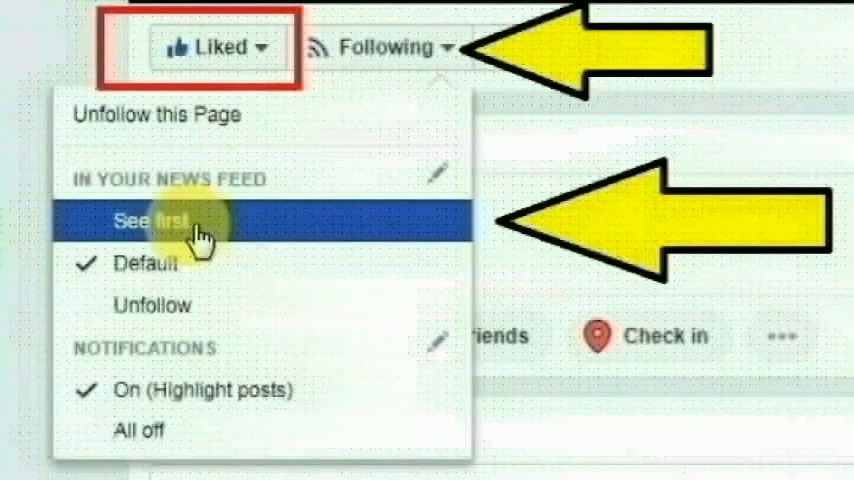 Liked Following
Unfollow this Page
IN YOUR NEWS FEED
See first
Default
Unfollow
NOTIFICATIONS
riends Check in
On (Highlight posts)
All off